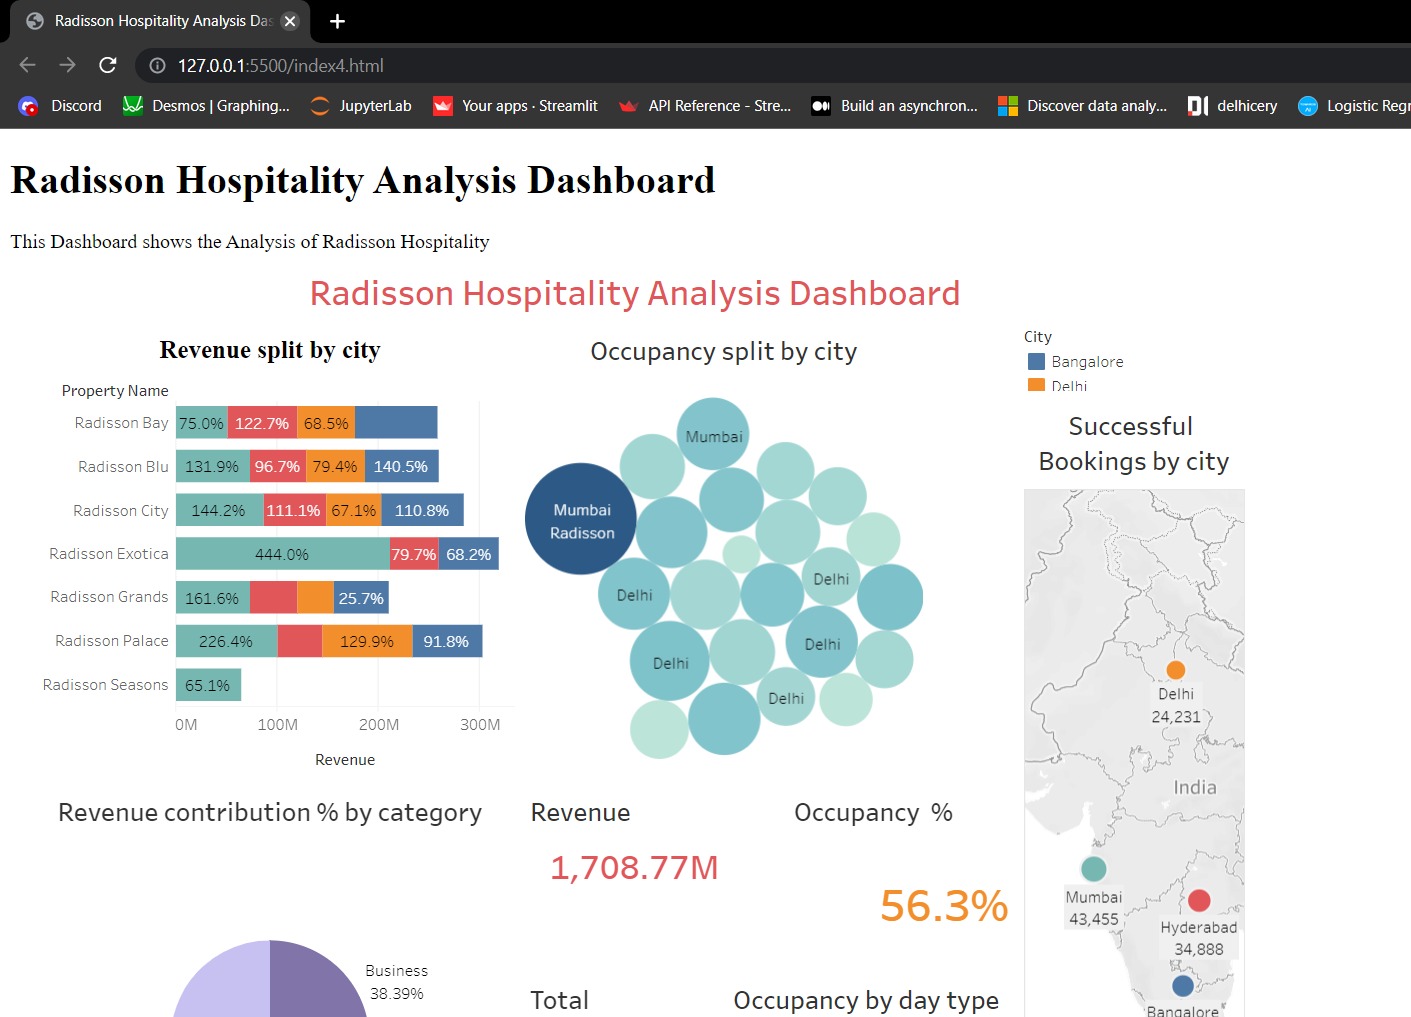 Radisson Hospitality Analysis Das
127.0.0.1:5500/index4.html
Discord
Desmos | Graphing...
JupyterLab
Your apps · Streamlit
API Reference - Stre...
Build an asynchron...
Discover data analy...
delhicery
Logistic Regr
Radisson Hospitality Analysis Dashboard
This Dashboard shows the Analysis of Radisson Hospitality
Radisson Hospitality Analysis Dashboard
Revenue split by city
Property Name
Radisson Bay 75.0% 122.7% 68.5%
Radisson Blu 131.9% 96.7% 79.4% 140.5%
Radisson City 144.2% 111.1% 67.1% 110.8%
Radisson Exotica 444.0% 79.7% 68.2%
Radisson Grands 161.6% 25.7%
Radisson Palace 226.4% 129.9% 91.8%
Radisson Seasons 65.1%
0M 100M 200M 300M
Revenue
Occupancy split by city
Mumbai
Mumbai
Radisson
Delhi
Delhi
Delhi
Delhi
Delhi
City
Bangalore
Delhi
Successful
Bookings by city
Delhi
24,231
India
Mumbai
43,455
Hyderabad
34,888
Bangalore
Revenue contribution % by category
Business
38.39%
Revenue
1,708.77M
Occupancy %
56.3%
Total
Occupancy by day type